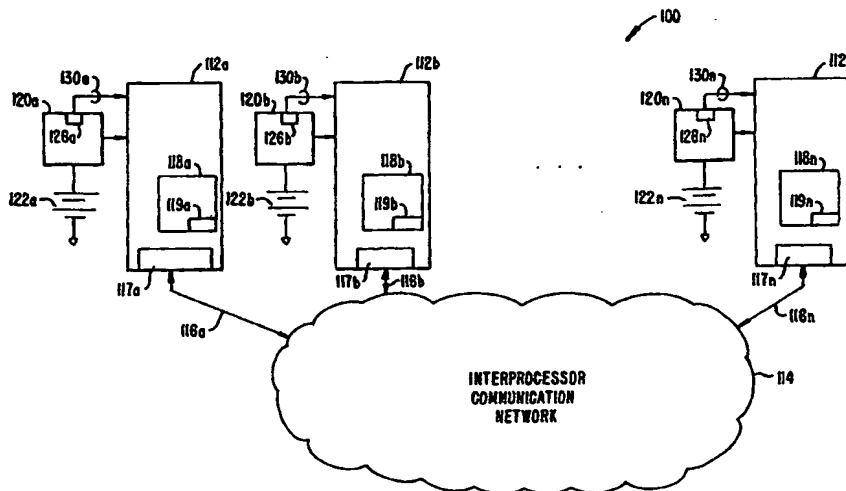 100
130a
112a
130b
112b
130n
112
120a
120b
120n
126a
126b
126n
118a
118b
118n
122a
119a
122b
119b
122n
119n
117a
117b
116b
117n
116a
116n
114
INTERPROCESSOR
COMMUNICATION
NETWORK